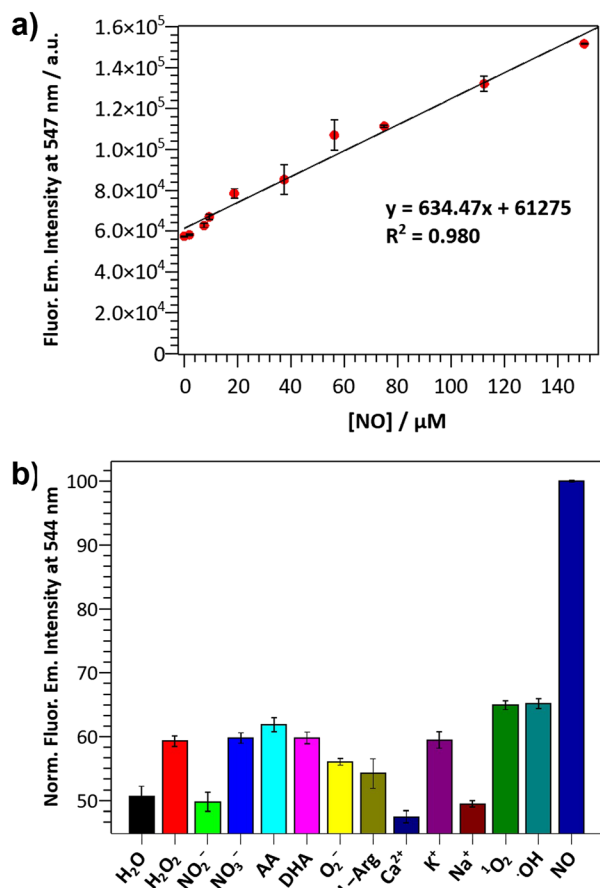 a)
Fluor. Em. Intensity at 547 nm / a.u.
1.6×10⁵
1.4×10⁵
1.2×10⁵
1.0×10⁵
8.0×10⁴
6.0×10⁴
4.0×10⁴
2.0×10⁴
0
y = 634.47x + 61275
R² = 0.980
0 20 40 60 80 100 120 140
[NO] / µM
b)
Norm. Fluor. Em. Intensity at 544 nm
100
90
80
70
60
50
H₂O H₂O₂ NO₂⁻ NO₃⁻ AA DHA O₂⁻ –Arg Ca²⁺ K⁺ Na⁺ ¹O₂ ·OH NO